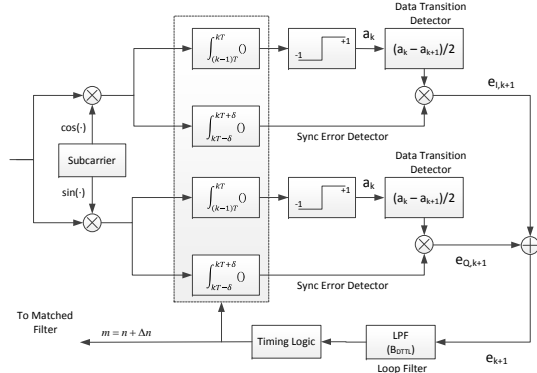 Data Transition
Detector
∫_{(k-1)T}^{kT} ()
-1 +1
a_k
(a_k − a_{k+1})/2
e_{I,k+1}
cos(·)
∫_{kT-δ}^{kT+δ} ()
Sync Error Detector
Subcarrier
Data Transition
Detector
sin(·)
∫_{(k-1)T}^{kT} ()
-1 +1
a_k
(a_k − a_{k+1})/2
e_{Q,k+1}
∫_{kT-δ}^{kT+δ} ()
Sync Error Detector
To Matched
Filter
m = n + Δn
Timing Logic
LPF
(B_{DTTL})
Loop Filter
e_{k+1}